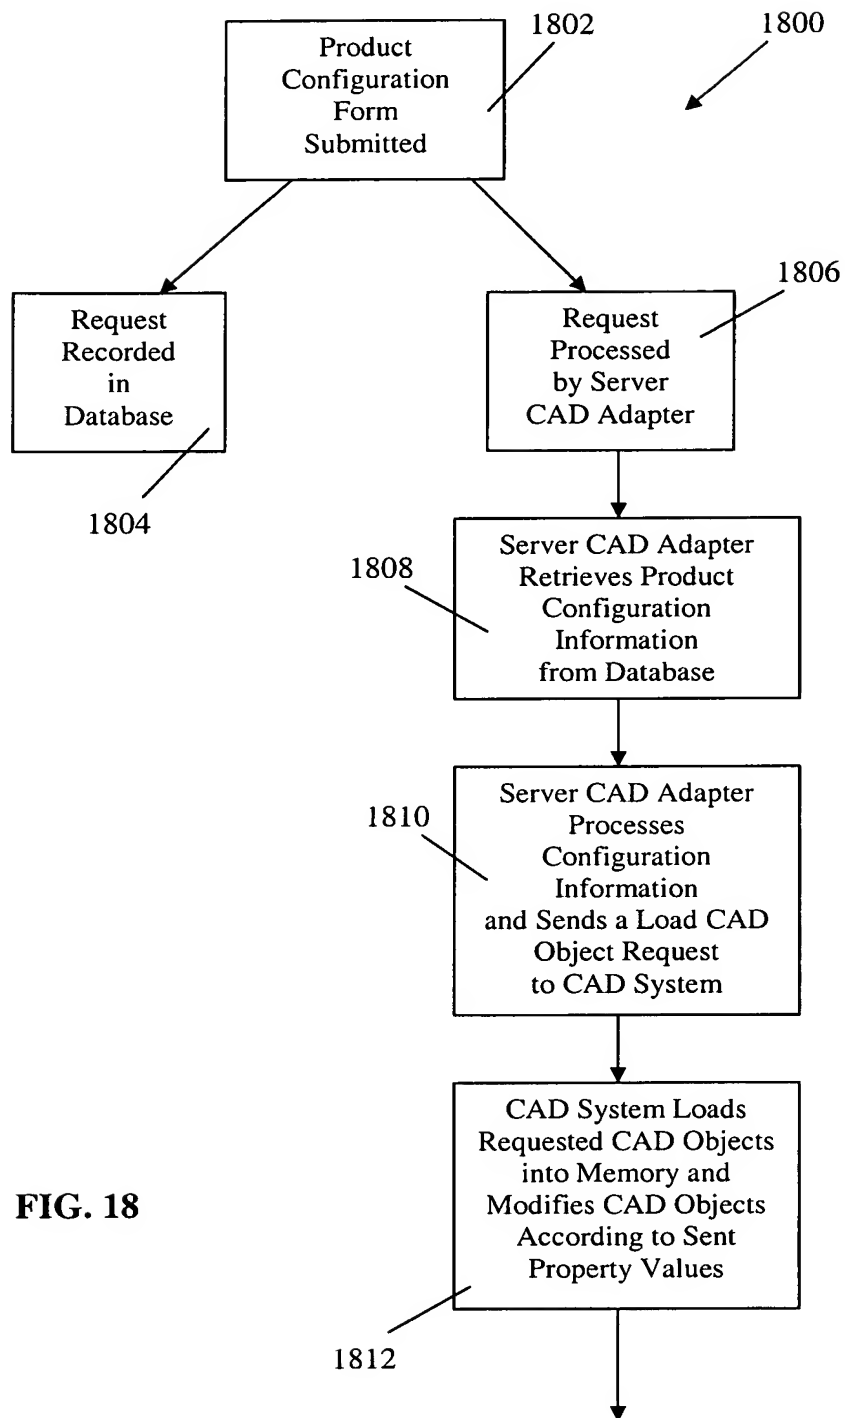 1802
1800
Product
Configuration
Form
Submitted
1806
Request
Recorded
in
Database
1804
Request
Processed
by Server
CAD Adapter
1808
Server CAD Adapter
Retrieves Product
Configuration
Information
from Database
1810
Server CAD Adapter
Processes
Configuration
Information
and Sends a Load CAD
Object Request
to CAD System
CAD System Loads
Requested CAD Objects
into Memory and
Modifies CAD Objects
According to Sent
Property Values
1812
FIG. 18